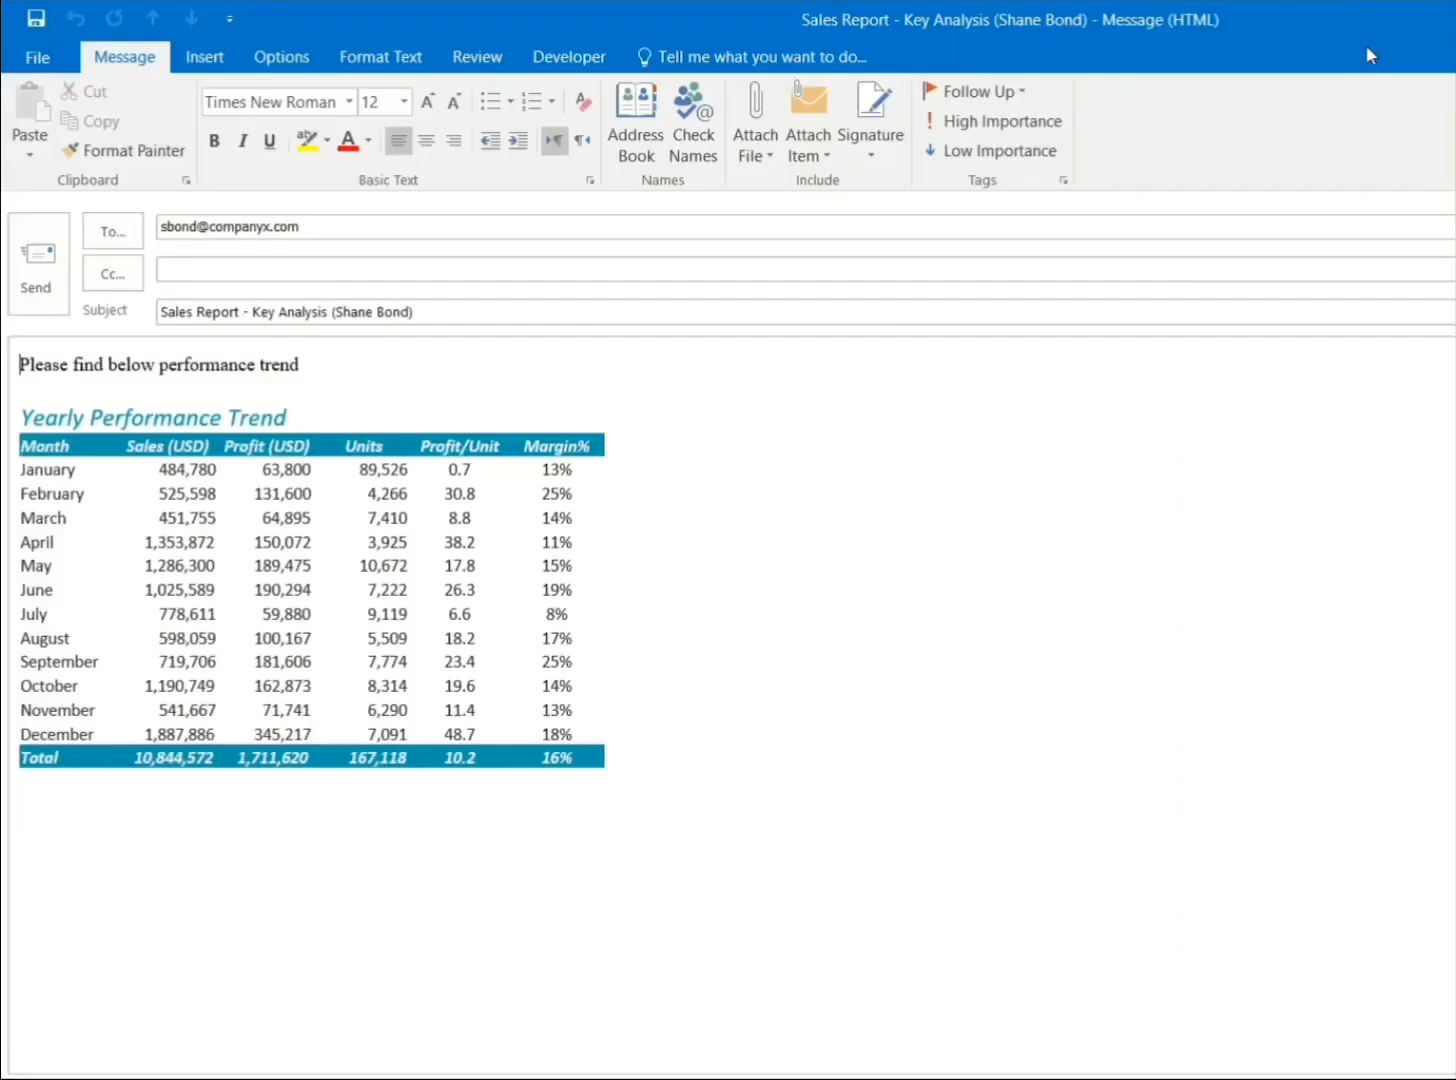 Sales Report - Key Analysis (Shane Bond) - Message (HTML)
File Message Insert Options Format Text Review Developer Tell me what you want to do...
Paste
Cut
Copy
Format Painter
Clipboard
Times New Roman 12
B I U
Basic Text
Address Book
Check Names
Names
Attach File
Attach Item
Signature
Include
Follow Up
High Importance
Low Importance
Tags
Send
To... sbond@companyx.com
Cc...
Subject Sales Report - Key Analysis (Shane Bond)
Please find below performance trend
Yearly Performance Trend
Month Sales (USD) Profit (USD) Units Profit/Unit Margin%
January 484,780 63,800 89,526 0.7 13%
February 525,598 131,600 4,266 30.8 25%
March 451,755 64,895 7,410 8.8 14%
April 1,353,872 150,072 3,925 38.2 11%
May 1,286,300 189,475 10,672 17.8 15%
June 1,025,589 190,294 7,222 26.3 19%
July 778,611 59,880 9,119 6.6 8%
August 598,059 100,167 5,509 18.2 17%
September 719,706 181,606 7,774 23.4 25%
October 1,190,749 162,873 8,314 19.6 14%
November 541,667 71,741 6,290 11.4 13%
December 1,887,886 345,217 7,091 48.7 18%
Total 10,844,572 1,711,620 167,118 10.2 16%